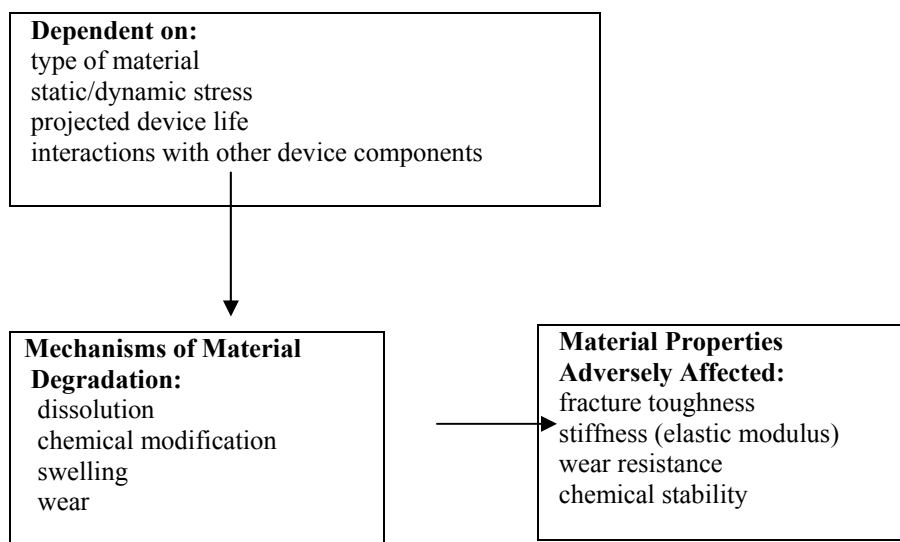 Dependent on:
type of material
static/dynamic stress
projected device life
interactions with other device components
Mechanisms of Material
Degradation:
dissolution
chemical modification
swelling
wear
Material Properties
Adversely Affected:
fracture toughness
stiffness (elastic modulus)
wear resistance
chemical stability